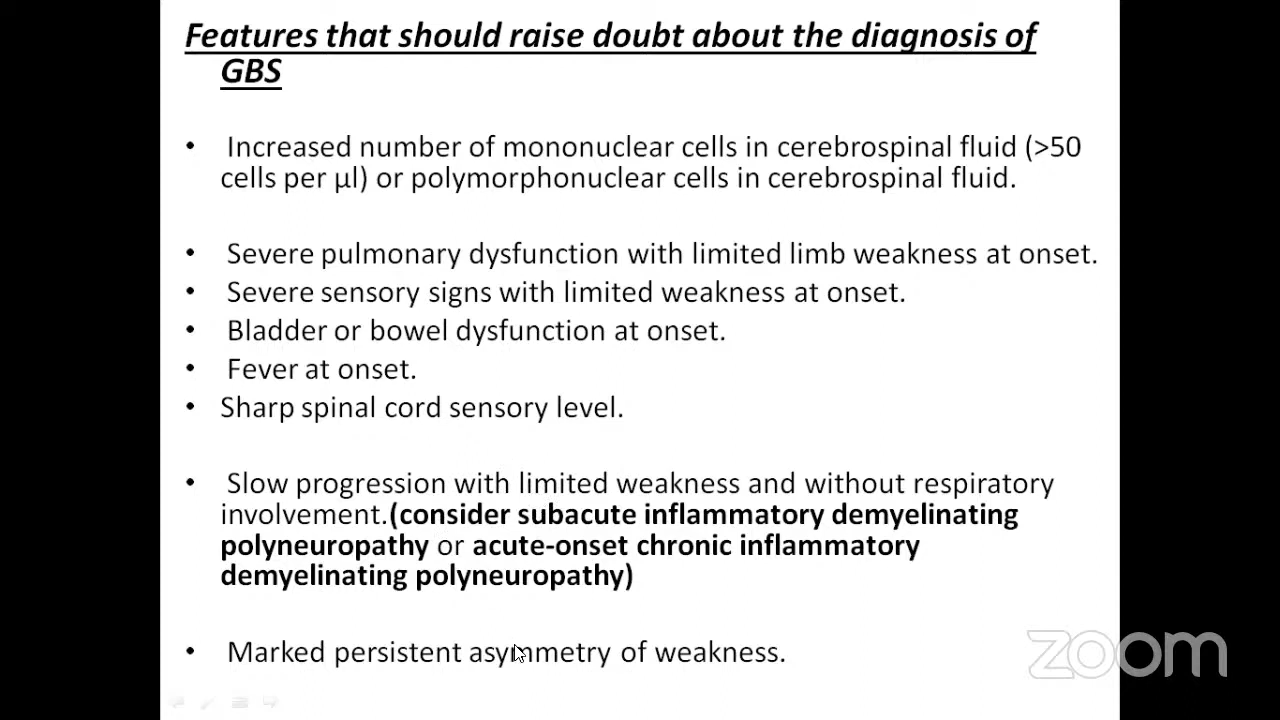 Features that should raise doubt about the diagnosis of
GBS
• Increased number of mononuclear cells in cerebrospinal fluid (>50
cells per µl) or polymorphonuclear cells in cerebrospinal fluid.
• Severe pulmonary dysfunction with limited limb weakness at onset.
• Severe sensory signs with limited weakness at onset.
• Bladder or bowel dysfunction at onset.
• Fever at onset.
• Sharp spinal cord sensory level.
• Slow progression with limited weakness and without respiratory
involvement.(consider subacute inflammatory demyelinating
polyneuropathy or acute-onset chronic inflammatory
demyelinating polyneuropathy)
• Marked persistent asymmetry of weakness.
zoom